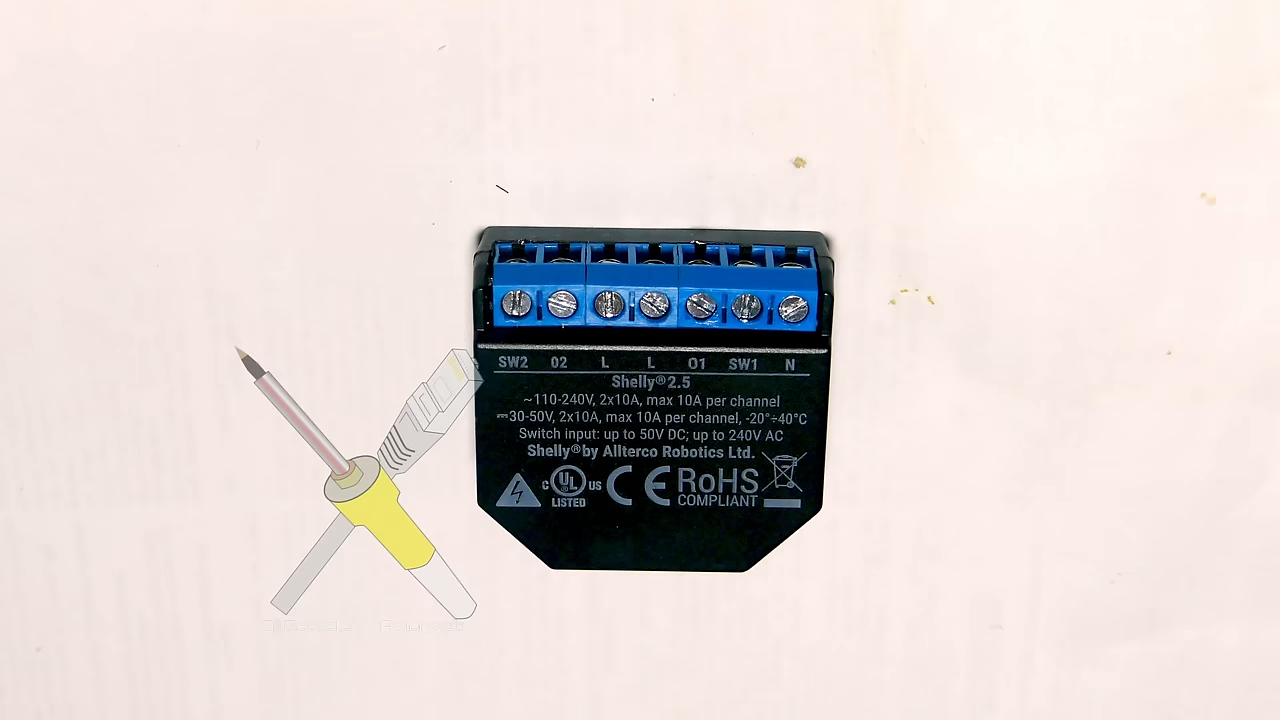 SW2 02 L L O1 SW1 N
Shelly® 2.5
~110-240V, 2x10A, max 10A per channel
⎓30-50V, 2x10A, max 10A per channel, -20°÷40°C
Switch input: up to 50V DC; up to 240V AC
Shelly® by Allterco Robotics Ltd.
C UL ® US CE RoHS
LISTED COMPLIANT